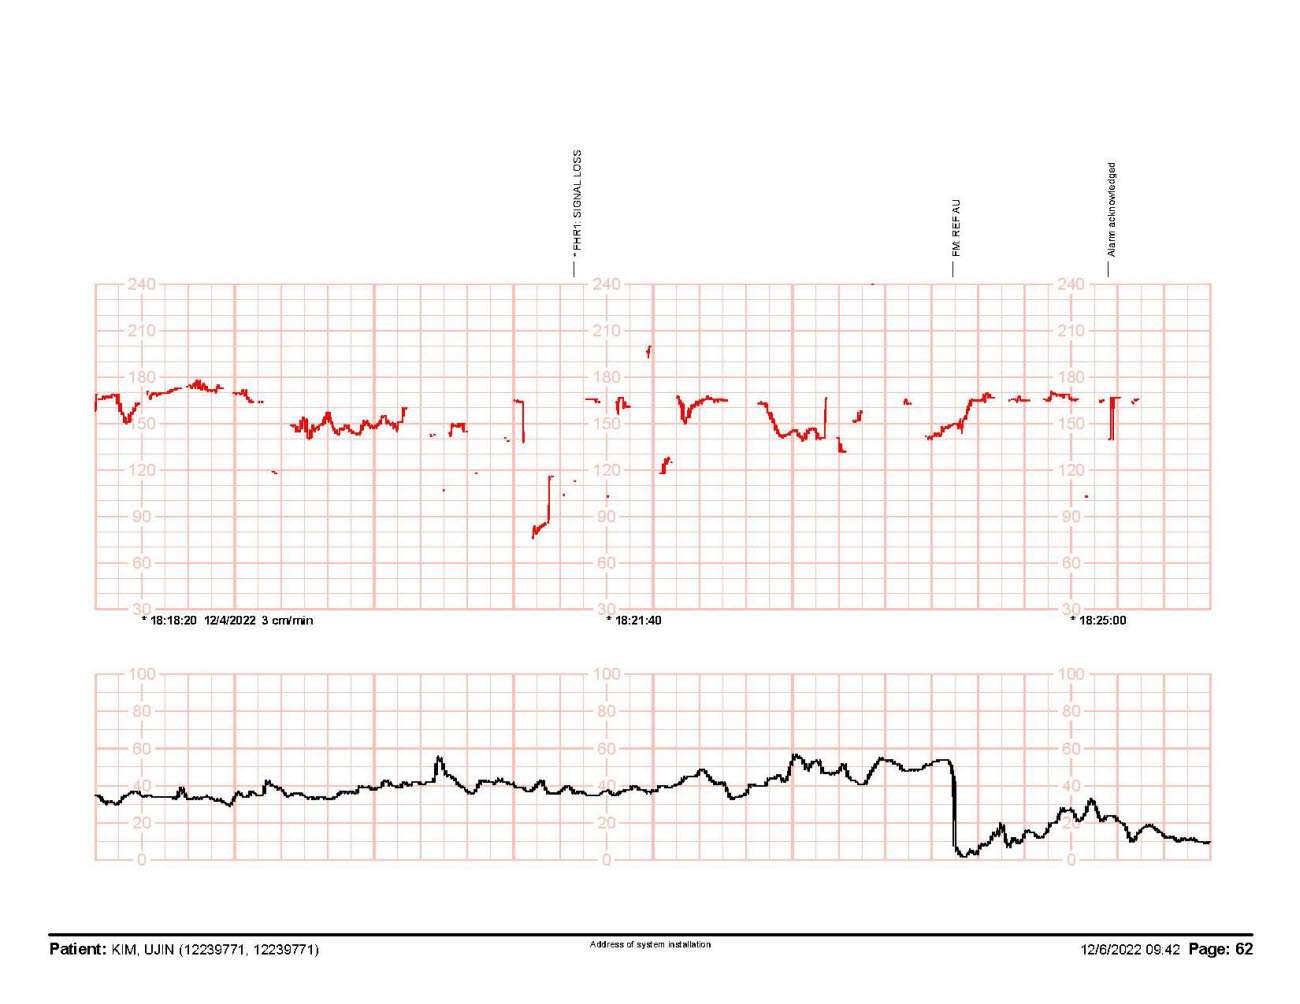 * FHR1: SIGNAL LOSS
FM: REF AU
Alarm acknowledged
240 240 240
210 210 210
180 180 180
150 150 150
120 120 120
90 90 90
60 60 60
30 30 30
* 18:18:20 12/4/2022 3 cm/min * 18:21:40 * 18:25:00
100 100 100
80 80 80
60 60 60
40 40 40
20 20 20
0 0 0
Patient: KIM, UJIN (12239771, 12239771) Address of system installation 12/6/2022 09:42 Page: 62